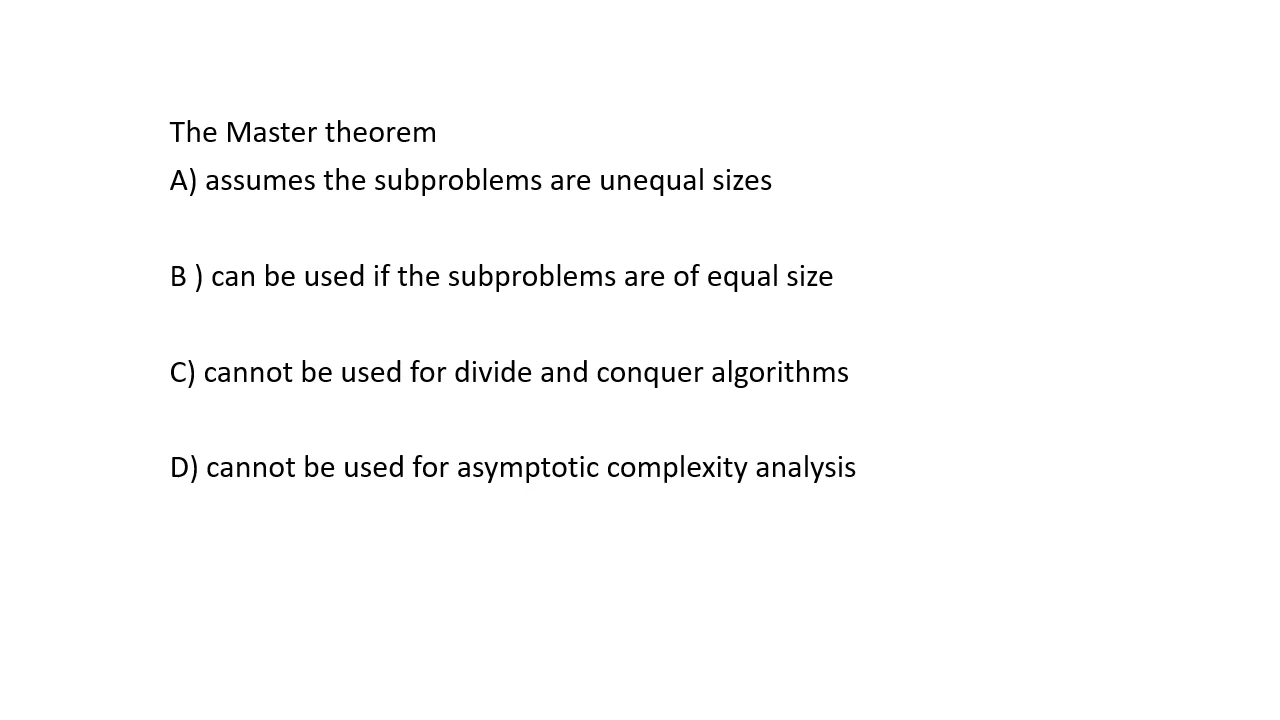 The Master theorem
A) assumes the subproblems are unequal sizes
B ) can be used if the subproblems are of equal size
C) cannot be used for divide and conquer algorithms
D) cannot be used for asymptotic complexity analysis